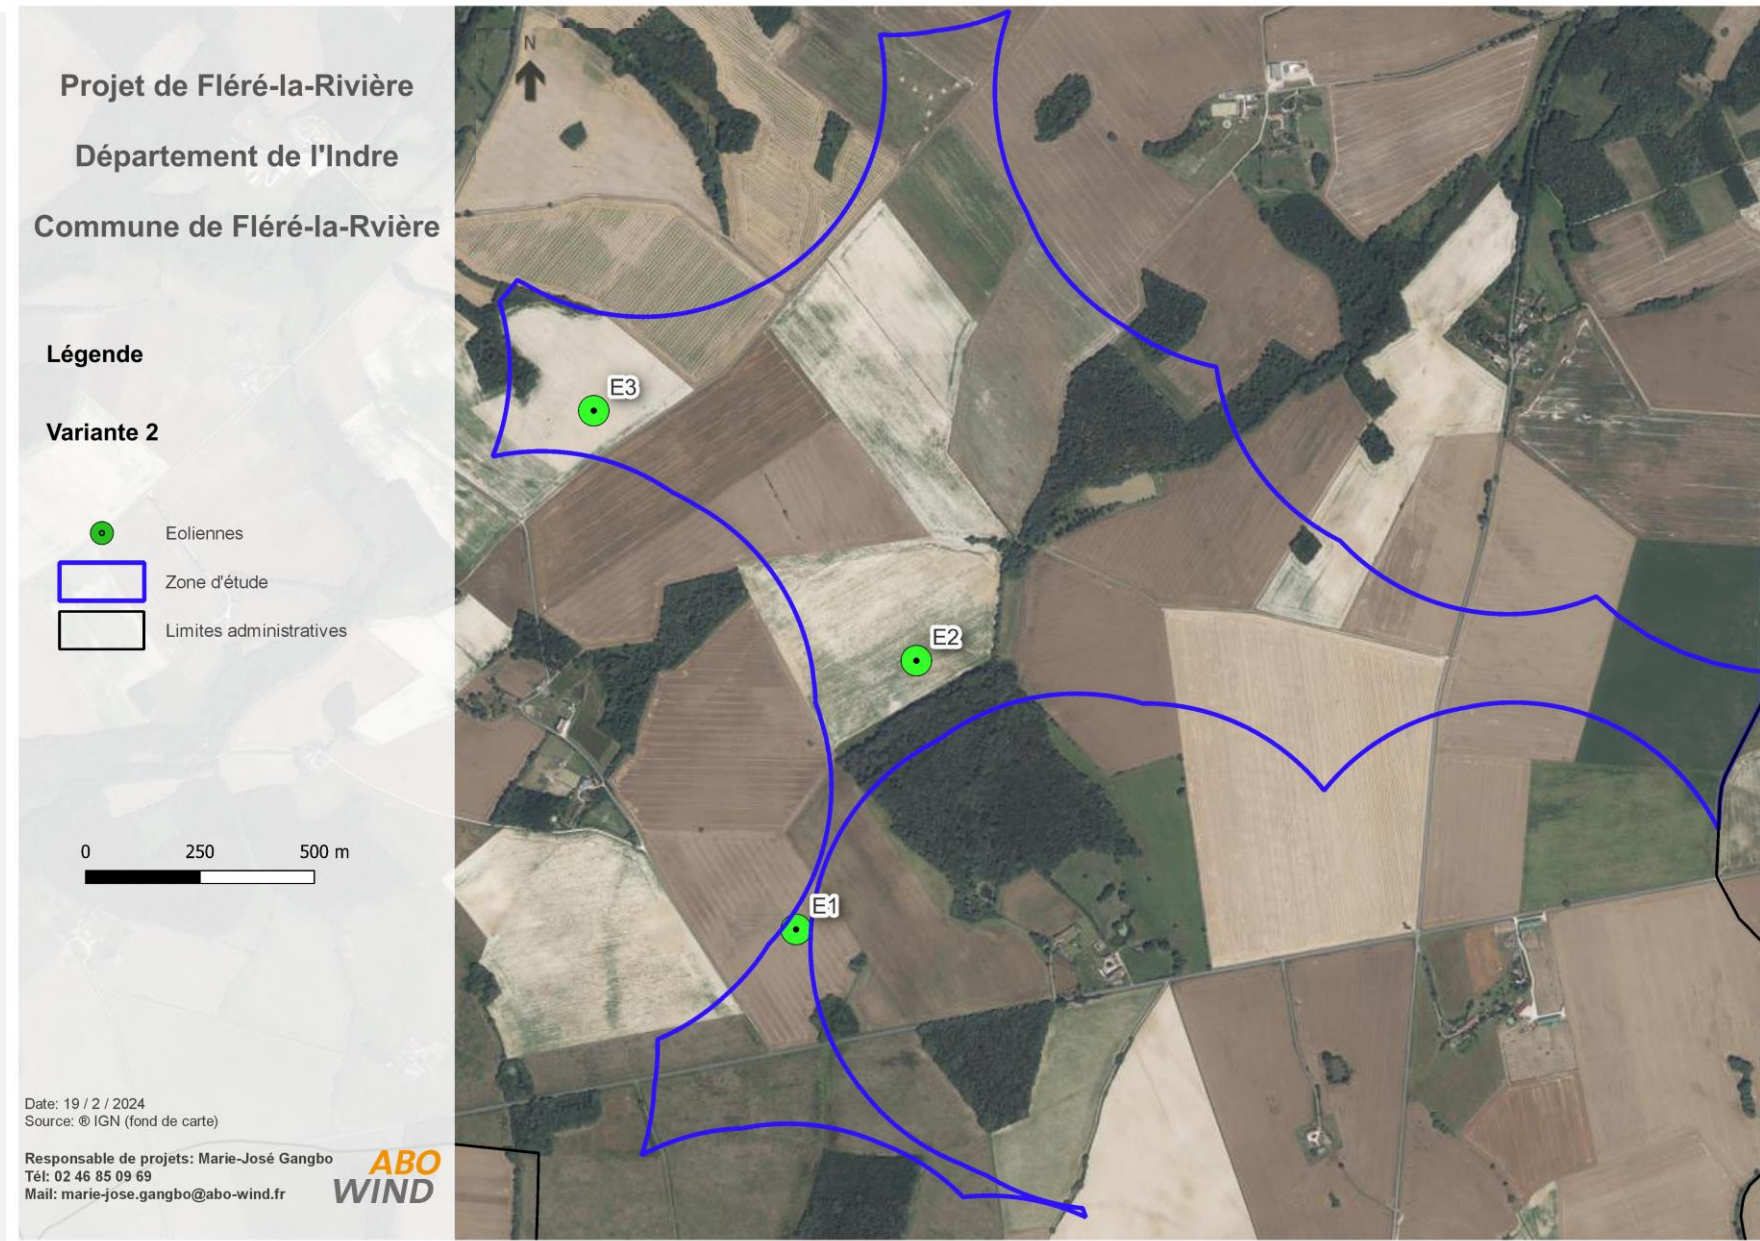 Projet de Fléré-la-Rivière
Département de l'Indre
Commune de Fléré-la-Rvière
Légende
Variante 2
Eoliennes
Zone d'étude
Limites administratives
0 250 500 m
Date: 19 / 2 / 2024
Source: ® IGN (fond de carte)
Responsable de projets: Marie-José Gangbo
Tél: 02 46 85 09 69
Mail: marie-jose.gangbo@abo-wind.fr
ABO
WIND
N
E3
E2
E1